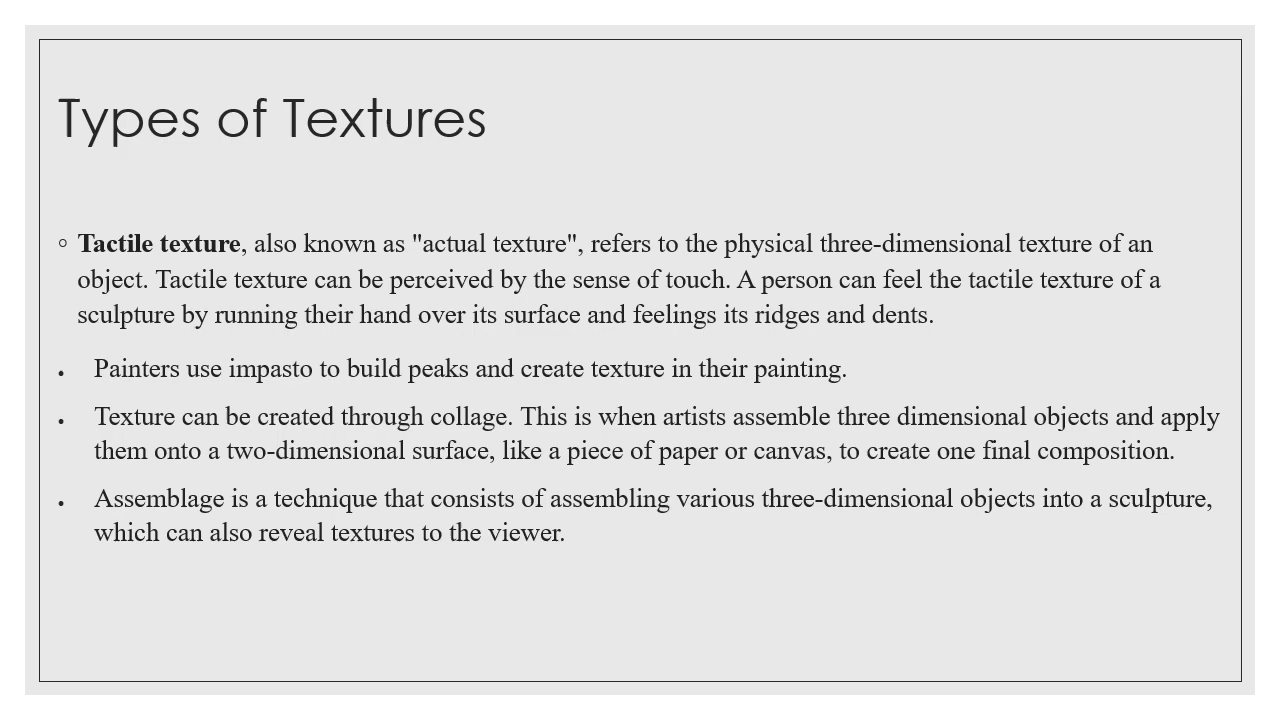 Types of Textures
◦ Tactile texture, also known as "actual texture", refers to the physical three-dimensional texture of an
object. Tactile texture can be perceived by the sense of touch. A person can feel the tactile texture of a
sculpture by running their hand over its surface and feelings its ridges and dents.
• Painters use impasto to build peaks and create texture in their painting.
• Texture can be created through collage. This is when artists assemble three dimensional objects and apply
them onto a two-dimensional surface, like a piece of paper or canvas, to create one final composition.
• Assemblage is a technique that consists of assembling various three-dimensional objects into a sculpture,
which can also reveal textures to the viewer.